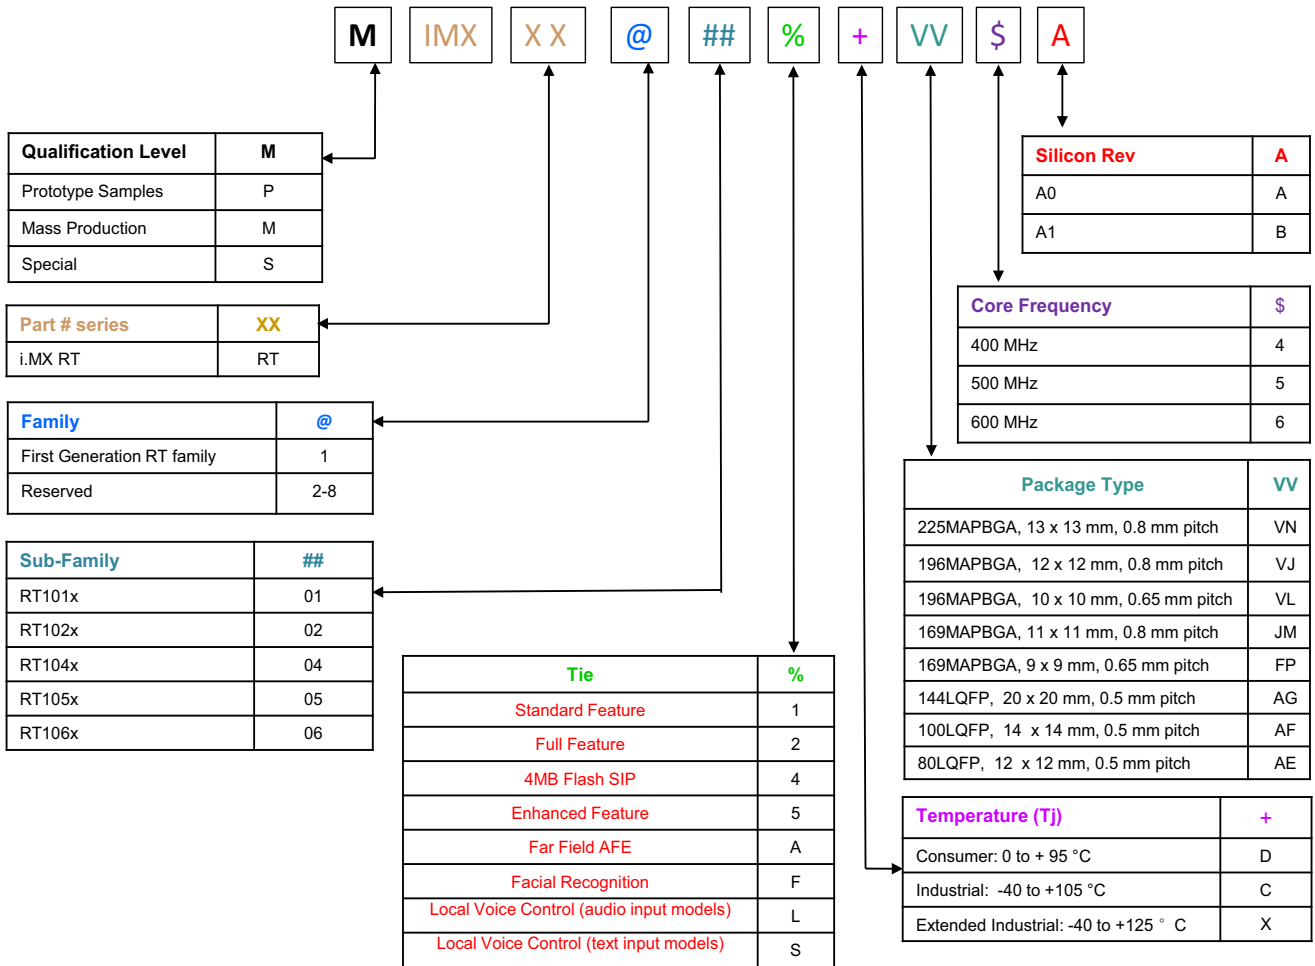 M IMX X X @ ## % + VV $ A
Qualification Level M
Prototype Samples P
Mass Production M
Special S
Part # series XX
i.MX RT RT
Family @
First Generation RT family 1
Reserved 2-8
Sub-Family ##
RT101x 01
RT102x 02
RT104x 04
RT105x 05
RT106x 06
Tie %
Standard Feature 1
Full Feature 2
4MB Flash SIP 4
Enhanced Feature 5
Far Field AFE A
Facial Recognition F
Local Voice Control (audio input models) L
Local Voice Control (text input models) S
Silicon Rev A
A0 A
A1 B
Core Frequency $
400 MHz 4
500 MHz 5
600 MHz 6
Package Type VV
225MAPBGA, 13 x 13 mm, 0.8 mm pitch VN
196MAPBGA, 12 x 12 mm, 0.8 mm pitch VJ
196MAPBGA, 10 x 10 mm, 0.65 mm pitch VL
169MAPBGA, 11 x 11 mm, 0.8 mm pitch JM
169MAPBGA, 9 x 9 mm, 0.65 mm pitch FP
144LQFP, 20 x 20 mm, 0.5 mm pitch AG
100LQFP, 14 x 14 mm, 0.5 mm pitch AF
80LQFP, 12 x 12 mm, 0.5 mm pitch AE
Temperature (Tj) +
Consumer: 0 to + 95 °C D
Industrial: -40 to +105 °C C
Extended Industrial: -40 to +125 ° C X